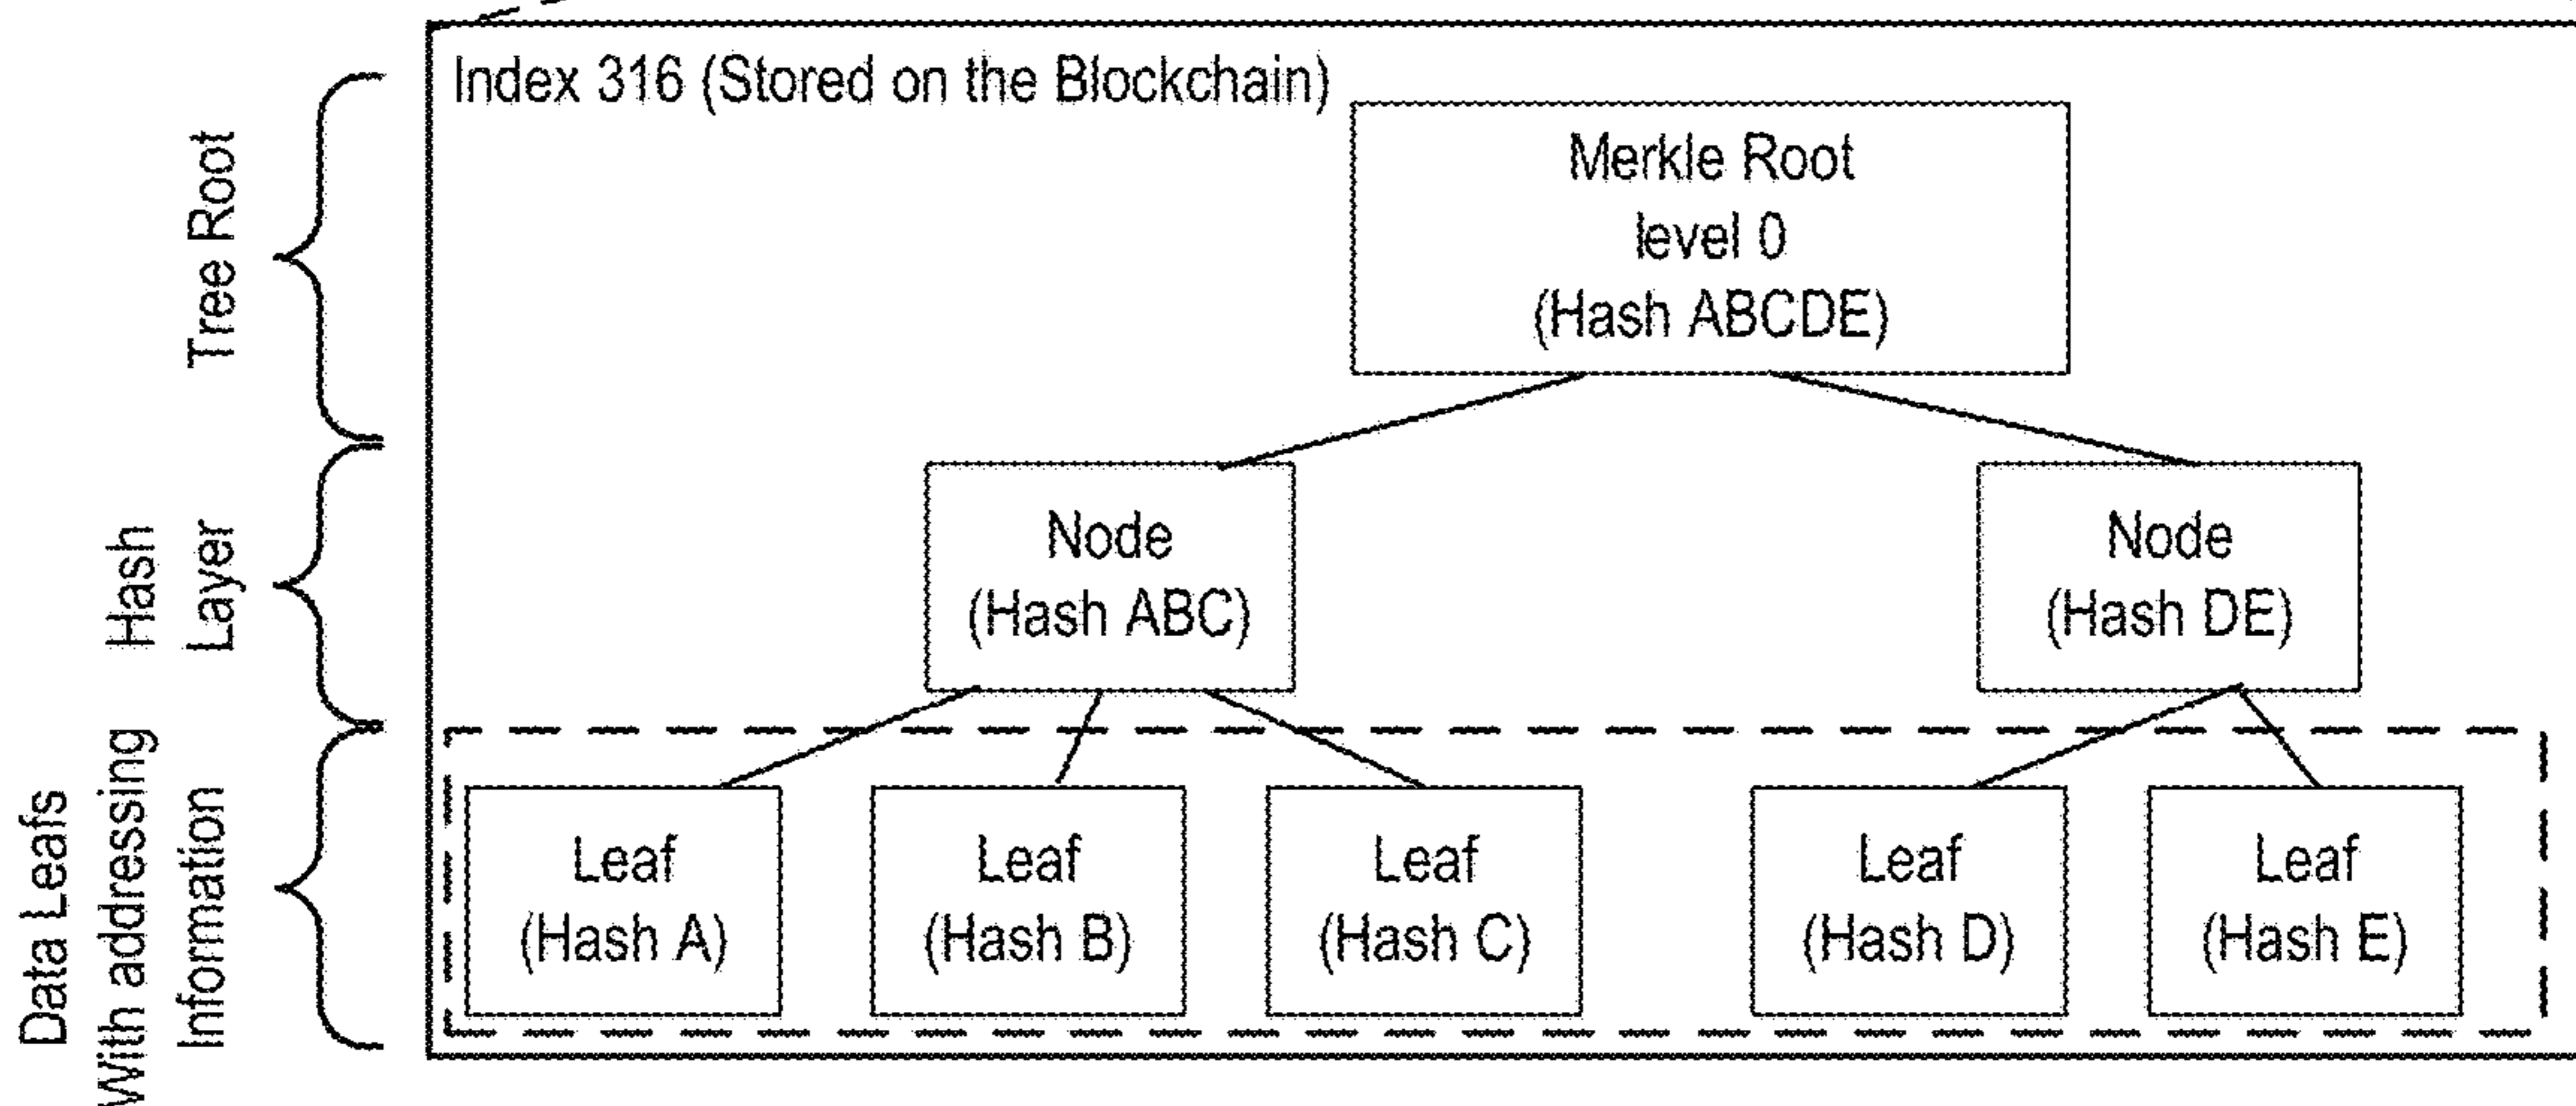 Index 316 (Stored on the Blockchain)
Tree Root
Merkle Root
level 0
(Hash ABCDE)
Hash
Layer
Node
(Hash ABC)
Node
(Hash DE)
Data Leafs
With addressing
Information
Leaf
(Hash A)
Leaf
(Hash B)
Leaf
(Hash C)
Leaf
(Hash D)
Leaf
(Hash E)